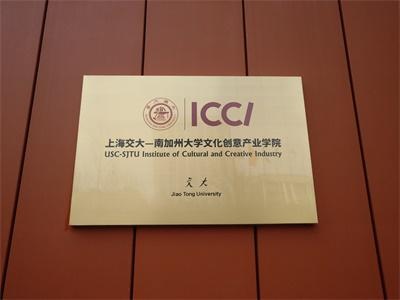 ICCI
上海交大—南加州大学文化创意产业学院
USC-SJTU Institute of Cultural and Creative Industry
交大
Jiao Tong University